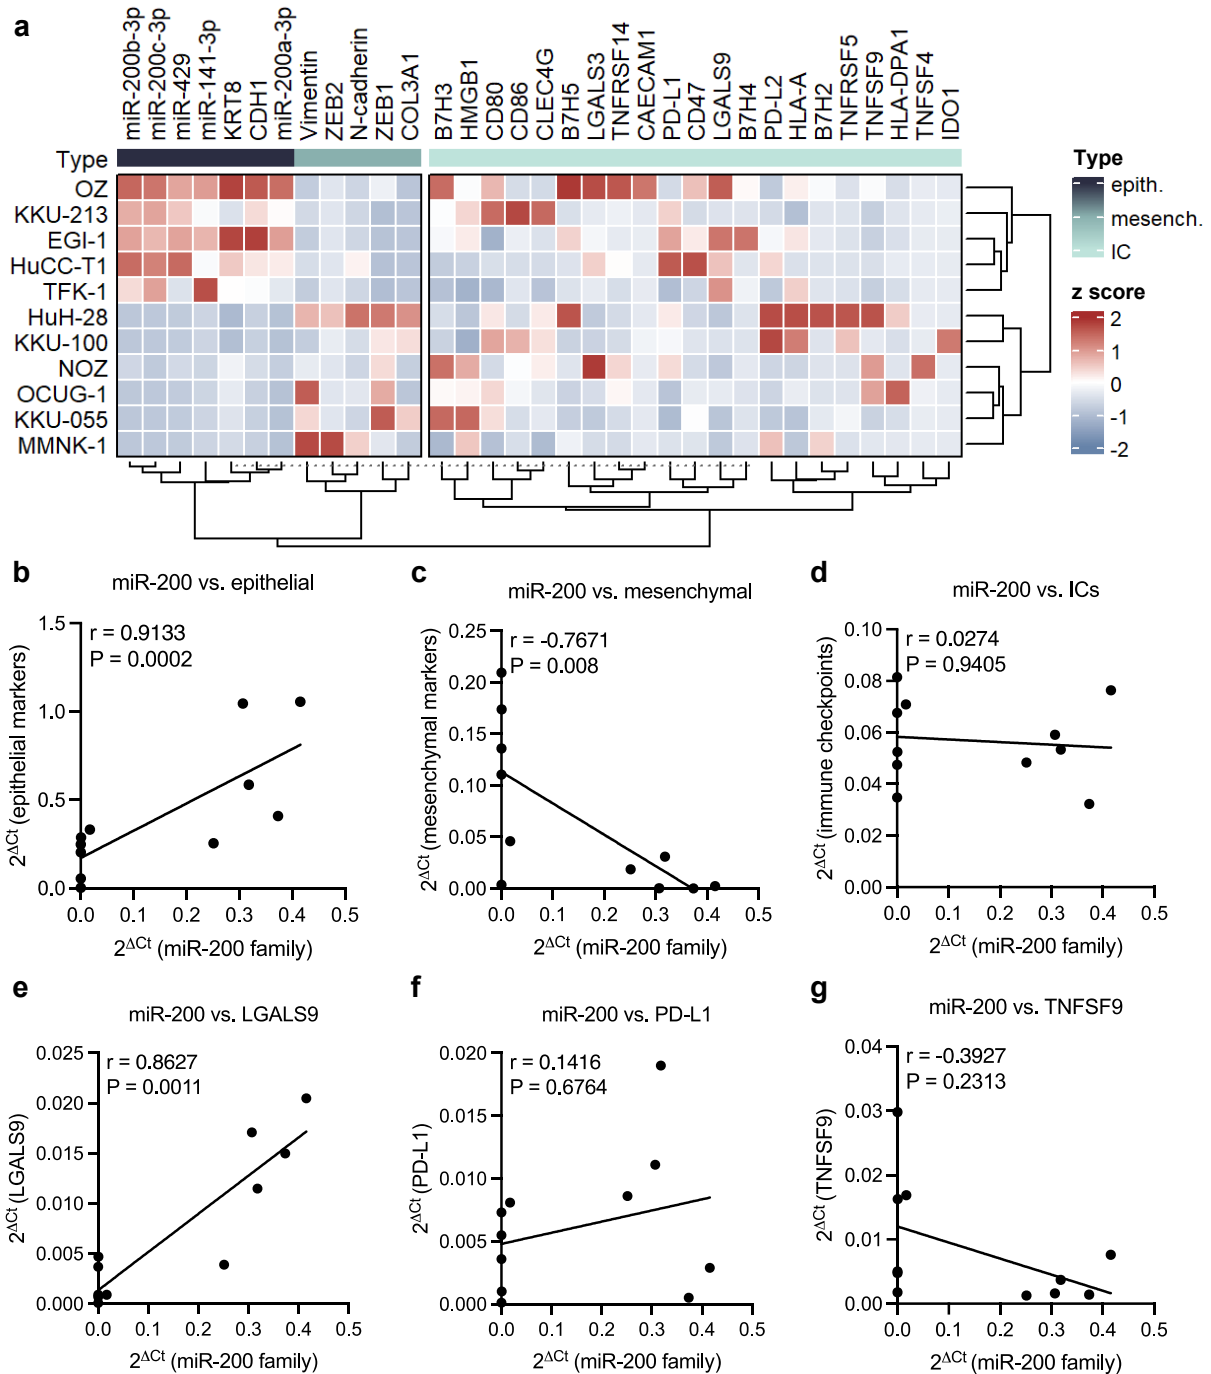 a
miR-200b-3p
miR-200c-3p
miR-429
miR-141-3p
KRT8
CDH1
miR-200a-3p
Vimentin
ZEB2
N-cadherin
ZEB1
COL3A1
B7H3
HMGB1
CD80
CD86
CLEC4G
B7H5
LGALS3
TNFRSF14
CAECAM1
PD-L1
CD47
LGALS9
B7H4
PD-L2
HLA-A
B7H2
TNFRSF5
TNFSF9
HLA-DPA1
TNFSF4
IDO1
Type
OZ
KKU-213
EGI-1
HuCC-T1
TFK-1
HuH-28
KKU-100
NOZ
OCUG-1
KKU-055
MMNK-1
Type
epith.
mesench.
IC
z score
2
1
0
-1
-2
b
miR-200 vs. epithelial
r = 0.9133
P = 0.0002
2ΔCt (epithelial markers)
1.5
1.0
0.5
0.0
0.0 0.1 0.2 0.3 0.4 0.5
2ΔCt (miR-200 family)
c
miR-200 vs. mesenchymal
r = -0.7671
P = 0.008
2ΔCt (mesenchymal markers)
0.25
0.20
0.15
0.10
0.05
0.00
0.0 0.1 0.2 0.3 0.4 0.5
2ΔCt (miR-200 family)
d
miR-200 vs. ICs
r = 0.0274
P = 0.9405
2ΔCt (immune checkpoints)
0.10
0.08
0.06
0.04
0.02
0.00
0.0 0.1 0.2 0.3 0.4 0.5
2ΔCt (miR-200 family)
e
miR-200 vs. LGALS9
r = 0.8627
P = 0.0011
2ΔCt (LGALS9)
0.025
0.020
0.015
0.010
0.005
0.000
0.0 0.1 0.2 0.3 0.4 0.5
2ΔCt (miR-200 family)
f
miR-200 vs. PD-L1
r = 0.1416
P = 0.6764
2ΔCt (PD-L1)
0.020
0.015
0.010
0.005
0.000
0.0 0.1 0.2 0.3 0.4 0.5
2ΔCt (miR-200 family)
g
miR-200 vs. TNFSF9
r = -0.3927
P = 0.2313
2ΔCt (TNFSF9)
0.04
0.03
0.02
0.01
0.00
0.0 0.1 0.2 0.3 0.4 0.5
2ΔCt (miR-200 family)